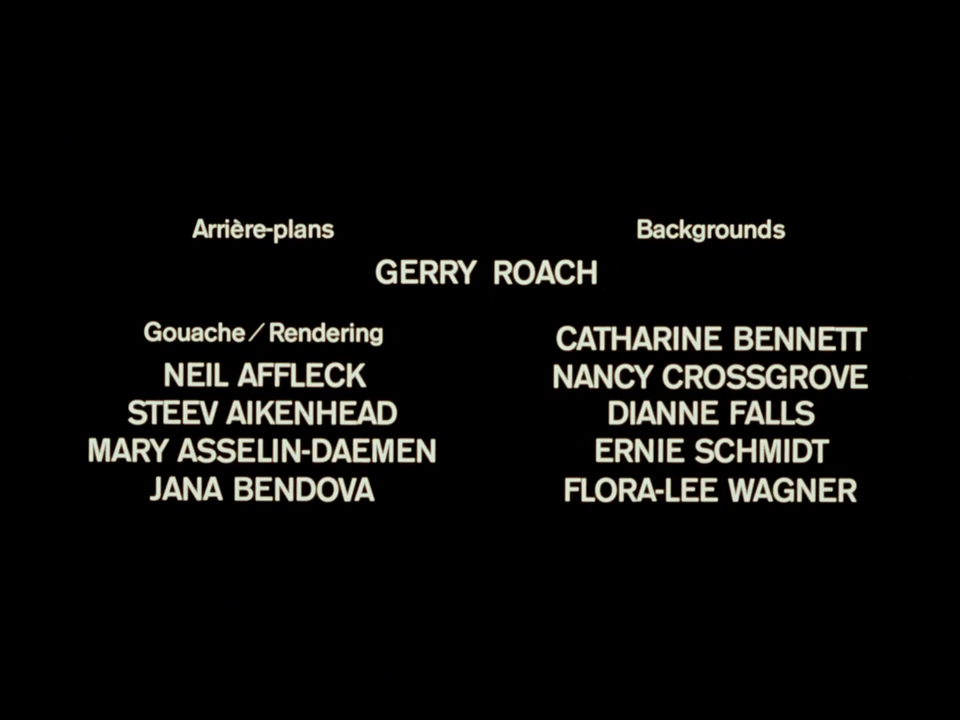 Arrière-plans Backgrounds
GERRY ROACH
Gouache / Rendering
NEIL AFFLECK
STEEV AIKENHEAD
MARY ASSELIN-DAEMEN
JANA BENDOVA
CATHARINE BENNETT
NANCY CROSSGROVE
DIANNE FALLS
ERNIE SCHMIDT
FLORA-LEE WAGNER